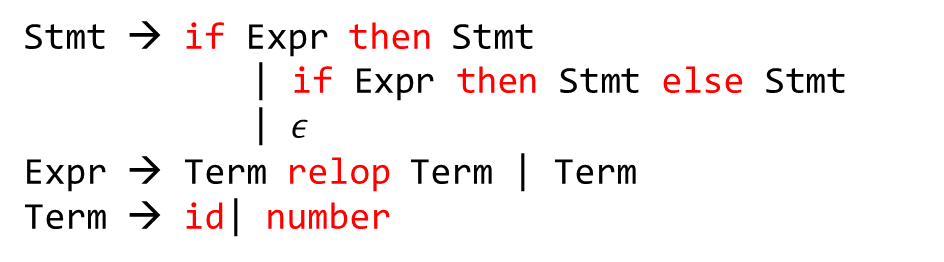 Stmt → if Expr then Stmt
| if Expr then Stmt else Stmt
| ϵ
Expr → Term relop Term | Term
Term → id| number